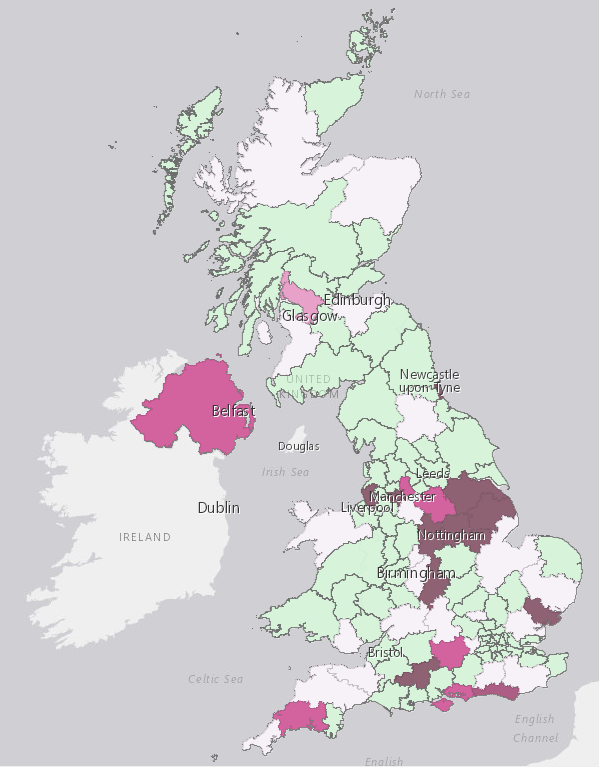 North Sea
Edinburgh
Glasgow
Newcastle
upon Tyne
UNITED
KINGDOM
Belfast
Douglas
Leeds
Irish Sea
Manchester
Liverpool
Dublin
IRELAND
Nottingham
Birmingham
Bristol
Celtic Sea
English
Channel
English